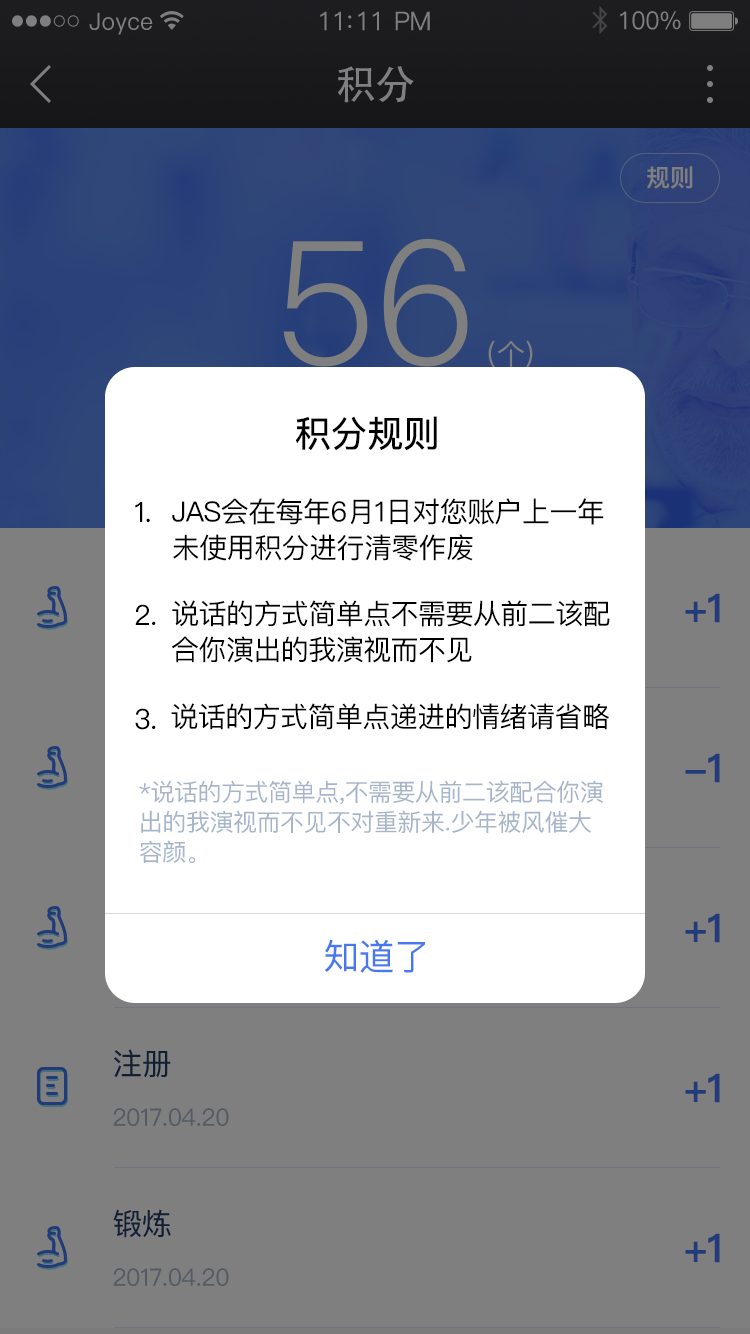 Joyce
11:11 PM
100%
积分
规则
56
(个)
积分规则
1. JAS会在每年6月1日对您账户上一年
未使用积分进行清零作废
2. 说话的方式简单点不需要从前二该配
合你演出的我演视而不见
3. 说话的方式简单点递进的情绪请省略
*说话的方式简单点,不需要从前二该配合你演
出的我演视而不见不对重新来.少年被风催大
容颜。
知道了
+1
−1
+1
注册
2017.04.20
+1
锻炼
2017.04.20
+1